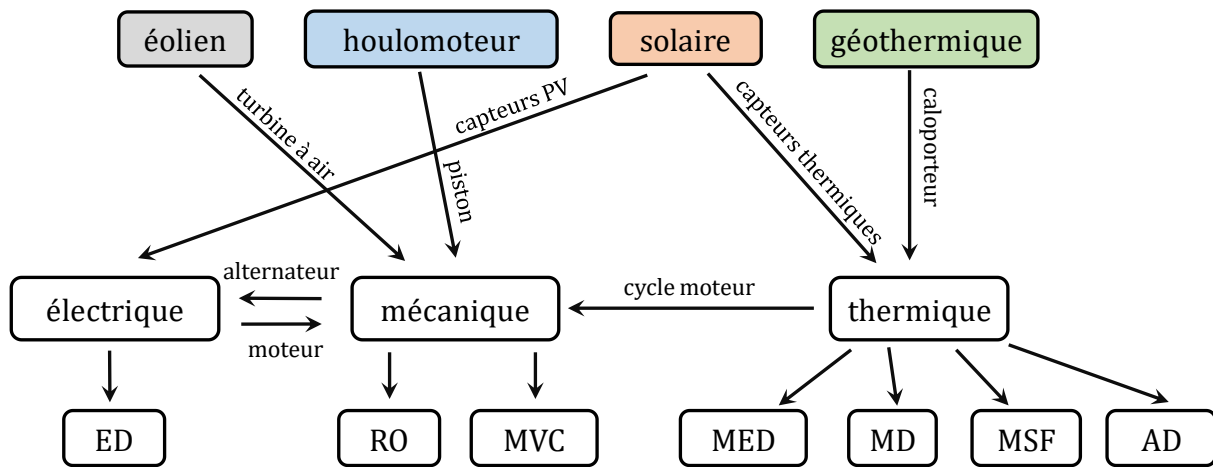 éolien
houlomoteur
solaire
géothermique
turbine à air
piston
capteurs PV
capteurs thermiques
caloporteur
électrique
alternateur
moteur
mécanique
cycle moteur
thermique
ED
RO
MVC
MED
MD
MSF
AD